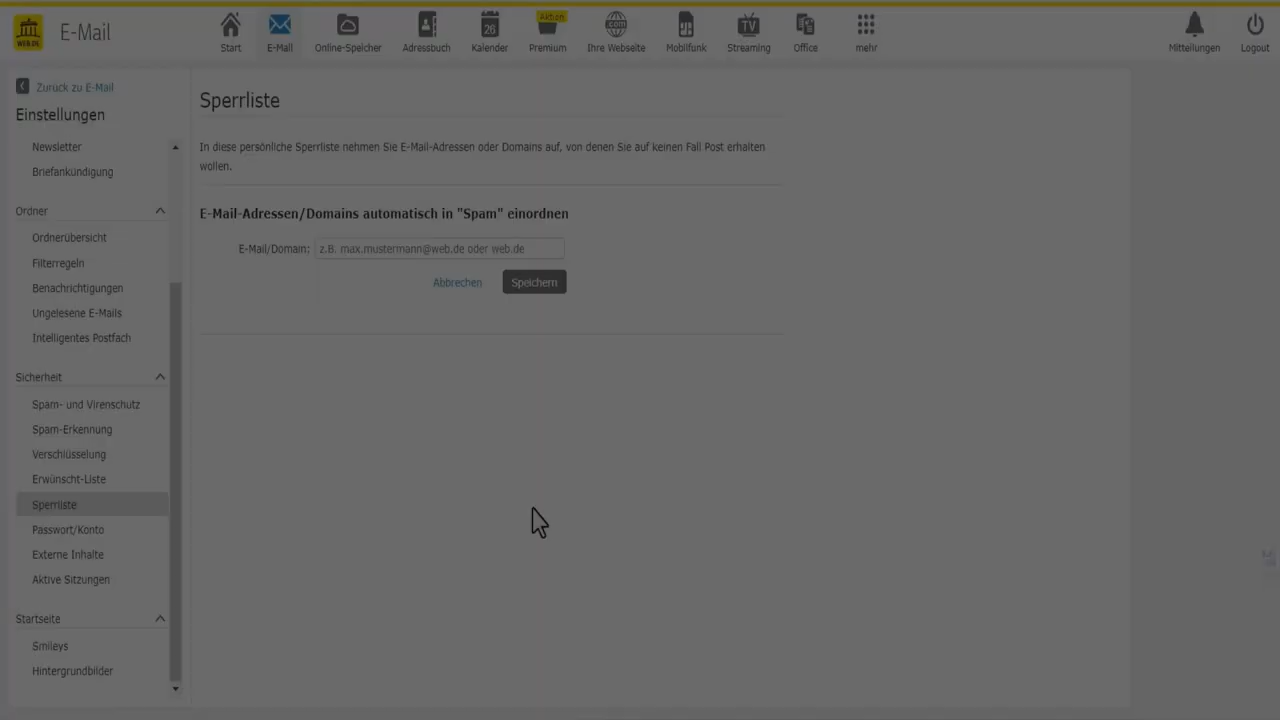 WEB.DE
E-Mail
Start
E-Mail
Online-Speicher
Adressbuch
26
Kalender
Aktion
Premium
.com
Ihre Webseite
Mobilfunk
TV
Streaming
Office
mehr
Mitteilungen
Logout
Zurück zu E-Mail
Einstellungen
Newsletter
Briefankündigung
Ordner
Ordnerübersicht
Filterregeln
Benachrichtigungen
Ungelesene E-Mails
Intelligentes Postfach
Sicherheit
Spam- und Virenschutz
Spam-Erkennung
Verschlüsselung
Erwünscht-Liste
Sperrliste
Passwort/Konto
Externe Inhalte
Aktive Sitzungen
Startseite
Smileys
Hintergrundbilder
Sperrliste
In diese persönliche Sperrliste nehmen Sie E-Mail-Adressen oder Domains auf, von denen Sie auf keinen Fall Post erhalten
wollen.
E-Mail-Adressen/Domains automatisch in "Spam" einordnen
E-Mail/Domain: z.B. max.mustermann@web.de oder web.de
Abbrechen Speichern